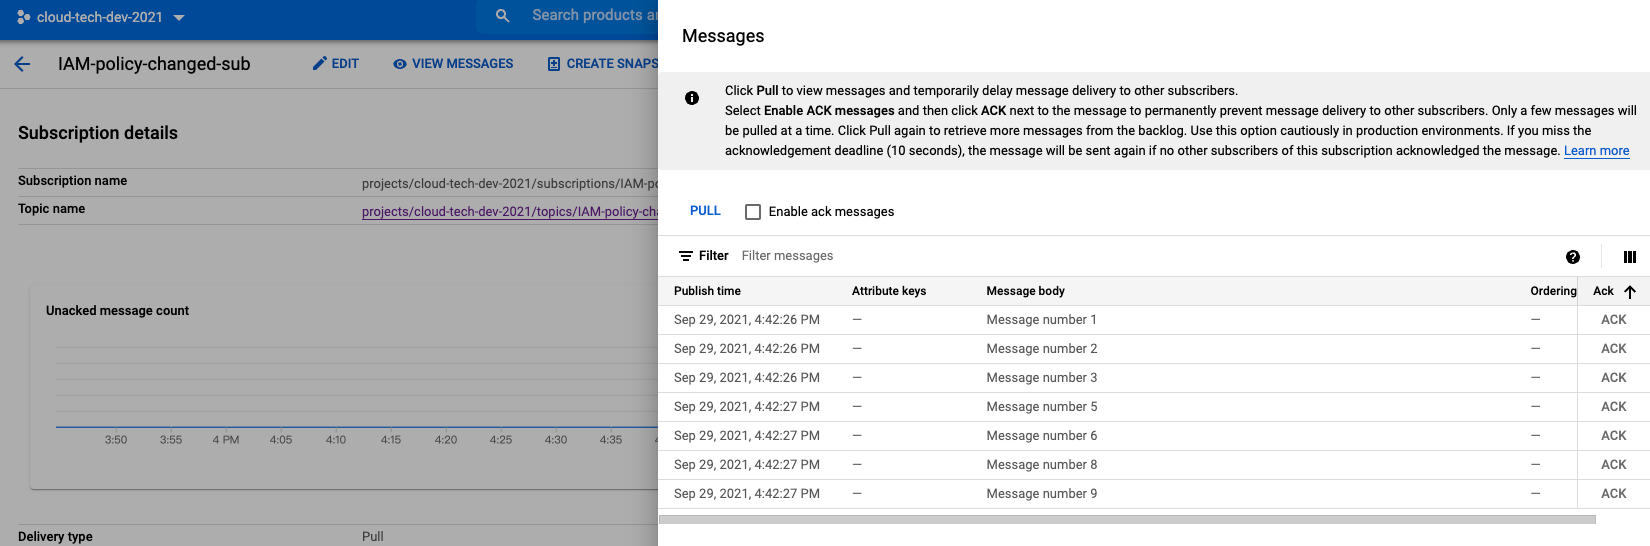 cloud-tech-dev-2021
Search products
IAM-policy-changed-sub
EDIT
VIEW MESSAGES
CREATE
Subscription details
Subscription name
projects/cloud-tech-dev-2021/subscriptions/
Topic name
projects/cloud-tech-dev-2021/topics/
Unacked message count
3:50 3:55 4 PM 4:05 4:10 4:15 4:20 4:25 4:30 4:35
Delivery type
Pull
Messages
Click Pull to view messages and temporarily delay message delivery to other subscribers.
Select Enable ACK messages and then click ACK next to the message to permanently prevent message delivery to other subscribers. Only a few messages will
be pulled at a time. Click Pull again to retrieve more messages from the backlog. Use this option cautiously in production environments. If you miss the
acknowledgement deadline (10 seconds), the message will be sent again if no other subscribers of this subscription acknowledged the message. Learn more
PULL Enable ack messages
Filter Filter messages
Publish time Attribute keys Message body Ordering Ack
Sep 29, 2021, 4:42:26 PM — Message number 1 — ACK
Sep 29, 2021, 4:42:26 PM — Message number 2 — ACK
Sep 29, 2021, 4:42:26 PM — Message number 3 — ACK
Sep 29, 2021, 4:42:27 PM — Message number 5 — ACK
Sep 29, 2021, 4:42:27 PM — Message number 6 — ACK
Sep 29, 2021, 4:42:27 PM — Message number 8 — ACK
Sep 29, 2021, 4:42:27 PM — Message number 9 — ACK